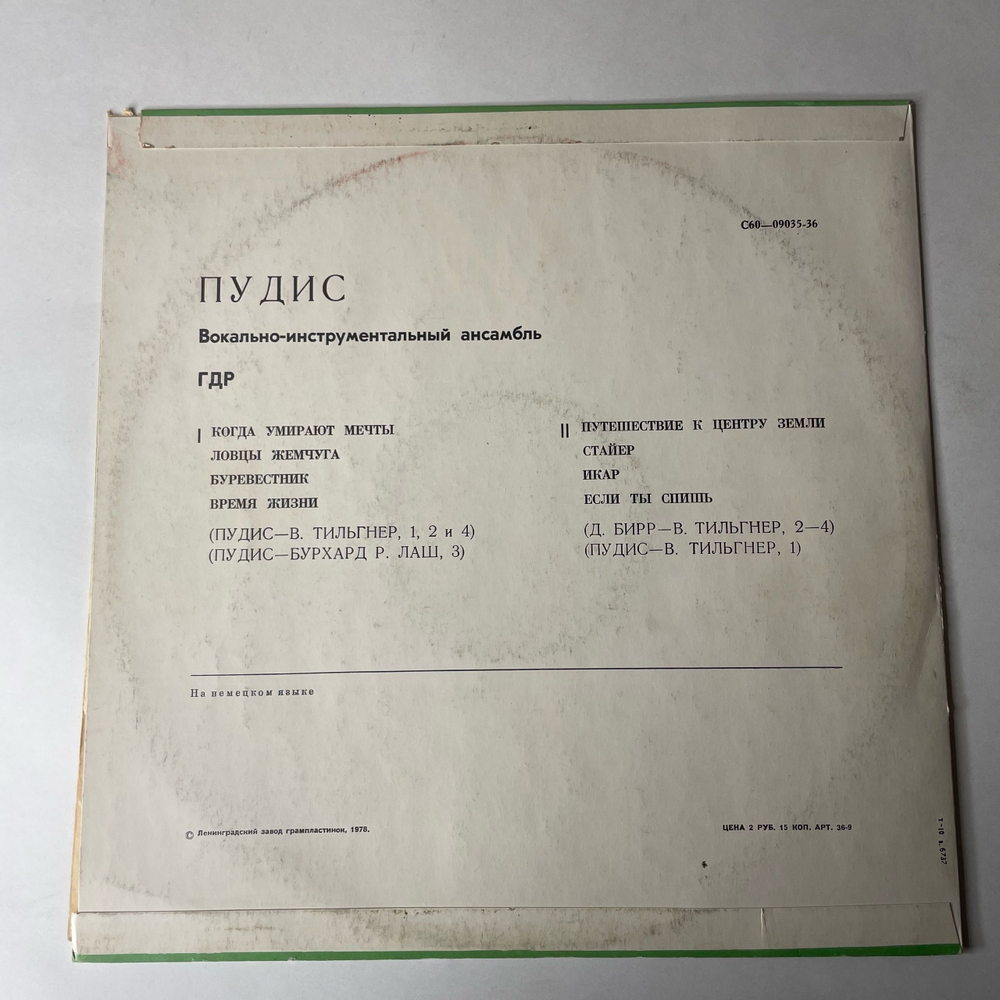 С60—09035-36
ПУДИС
Вокально-инструментальный ансамбль
ГДР
I КОГДА УМИРАЮТ МЕЧТЫ
ЛОВЦЫ ЖЕМЧУГА
БУРЕВЕСТНИК
ВРЕМЯ ЖИЗНИ
(ПУДИС—В. ТИЛЬГНЕР, 1, 2 и 4)
(ПУДИС—БУРХАРД Р. ЛАШ, 3)
II ПУТЕШЕСТВИЕ К ЦЕНТРУ ЗЕМЛИ
СТАЙЕР
ИКАР
ЕСЛИ ТЫ СПИШЬ
(Д. БИРР—В. ТИЛЬГНЕР, 2—4)
(ПУДИС—В. ТИЛЬГНЕР, 1)
На немецком языке
© Ленинградский завод грампластинок, 1978.
ЦЕНА 2 РУБ. 15 КОП. АРТ. 36-9
Т-10 з. 6737